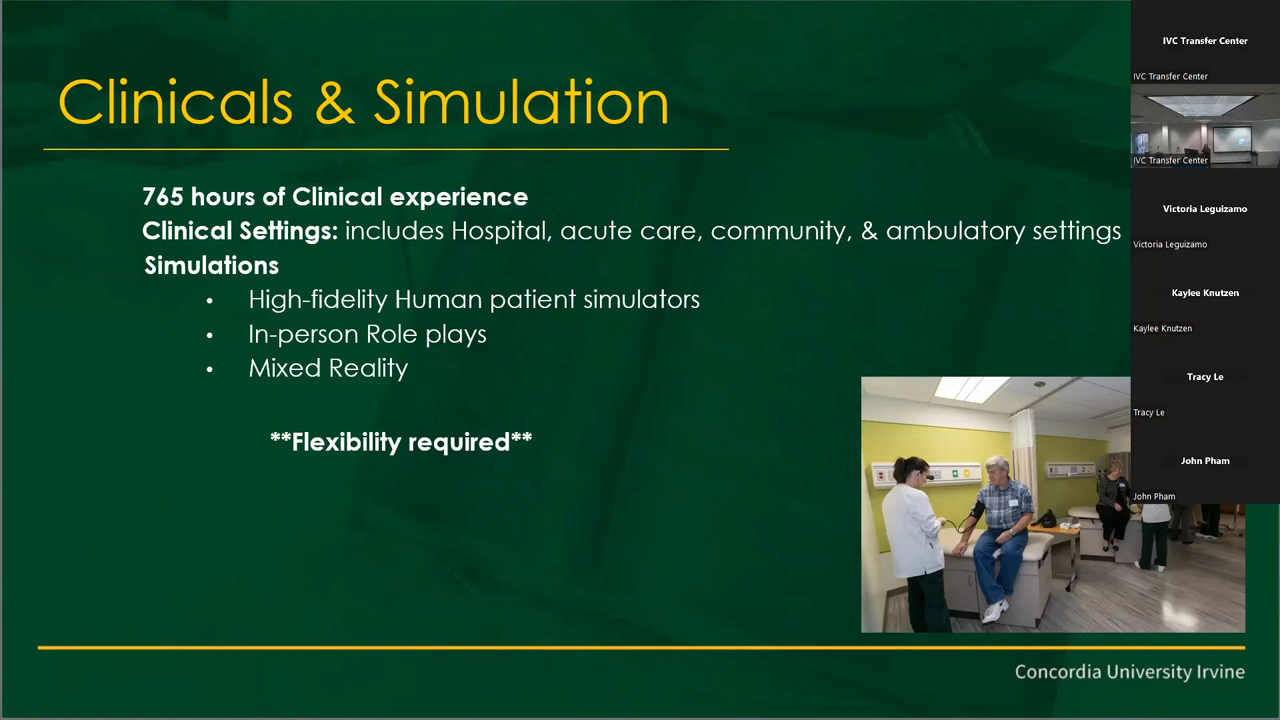 Clinicals & Simulation
765 hours of Clinical experience
Clinical Settings: includes Hospital, acute care, community, & ambulatory settings
Simulations
• High-fidelity Human patient simulators
• In-person Role plays
• Mixed Reality
**Flexibility required**
Concordia University Irvine
IVC Transfer Center
IVC Transfer Center
IVC Transfer Center
Victoria Leguizamo
Victoria Leguizamo
Kaylee Knutzen
Kaylee Knutzen
Tracy Le
Tracy Le
John Pham
John Pham